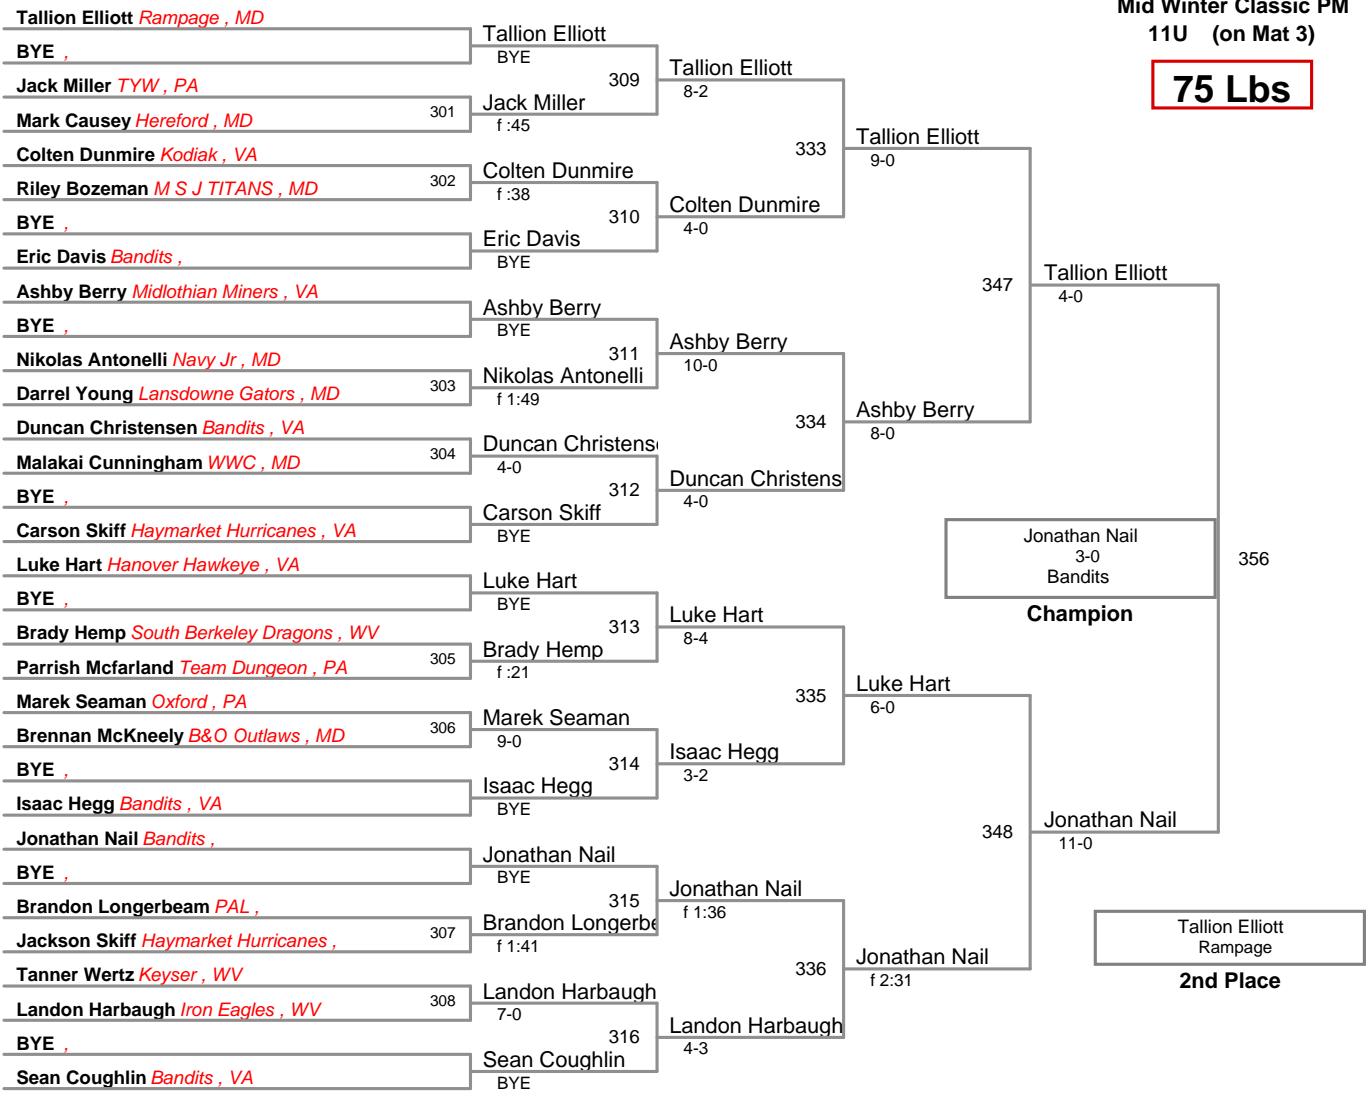 Mid Winter Classic PM
11U (on Mat 3)
75 Lbs
Tallion Elliott Rampage , MD
BYE ,
Jack Miller TYW , PA
Mark Causey Hereford , MD
Colten Dunmire Kodiak , VA
Riley Bozeman M S J TITANS , MD
BYE ,
Eric Davis Bandits ,
Ashby Berry Midlothian Miners , VA
BYE ,
Nikolas Antonelli Navy Jr , MD
Darrel Young Lansdowne Gators , MD
Duncan Christensen Bandits , VA
Malakai Cunningham WWC , MD
BYE ,
Carson Skiff Haymarket Hurricanes , VA
Luke Hart Hanover Hawkeye , VA
BYE ,
Brady Hemp South Berkeley Dragons , WV
Parrish Mcfarland Team Dungeon , PA
Marek Seaman Oxford , PA
Brennan McKneely B&O Outlaws , MD
BYE ,
Isaac Hegg Bandits , VA
Jonathan Nail Bandits ,
BYE ,
Brandon Longerbeam PAL ,
Jackson Skiff Haymarket Hurricanes ,
Tanner Wertz Keyser , WV
Landon Harbaugh Iron Eagles , WV
BYE ,
Sean Coughlin Bandits , VA
301
302
303
304
305
306
307
308
Tallion Elliott
BYE
Jack Miller
f :45
Colten Dunmire
f :38
Eric Davis
BYE
Ashby Berry
BYE
Nikolas Antonelli
f 1:49
Duncan Christens
4-0
Carson Skiff
BYE
Luke Hart
BYE
Brady Hemp
f :21
Marek Seaman
9-0
Isaac Hegg
BYE
Jonathan Nail
BYE
Brandon Longerbe
f 1:41
Landon Harbaugh
7-0
Sean Coughlin
BYE
309
310
311
312
313
314
315
316
Tallion Elliott
8-2
Colten Dunmire
4-0
Ashby Berry
10-0
Duncan Christens
4-0
Luke Hart
8-4
Isaac Hegg
3-2
Jonathan Nail
f 1:36
Landon Harbaugh
4-3
333
334
335
336
Tallion Elliott
9-0
Ashby Berry
8-0
Luke Hart
6-0
Jonathan Nail
f 2:31
347
348
Tallion Elliott
4-0
Jonathan Nail
11-0
356
Jonathan Nail
3-0
Bandits
Champion
Tallion Elliott
Rampage
2nd Place